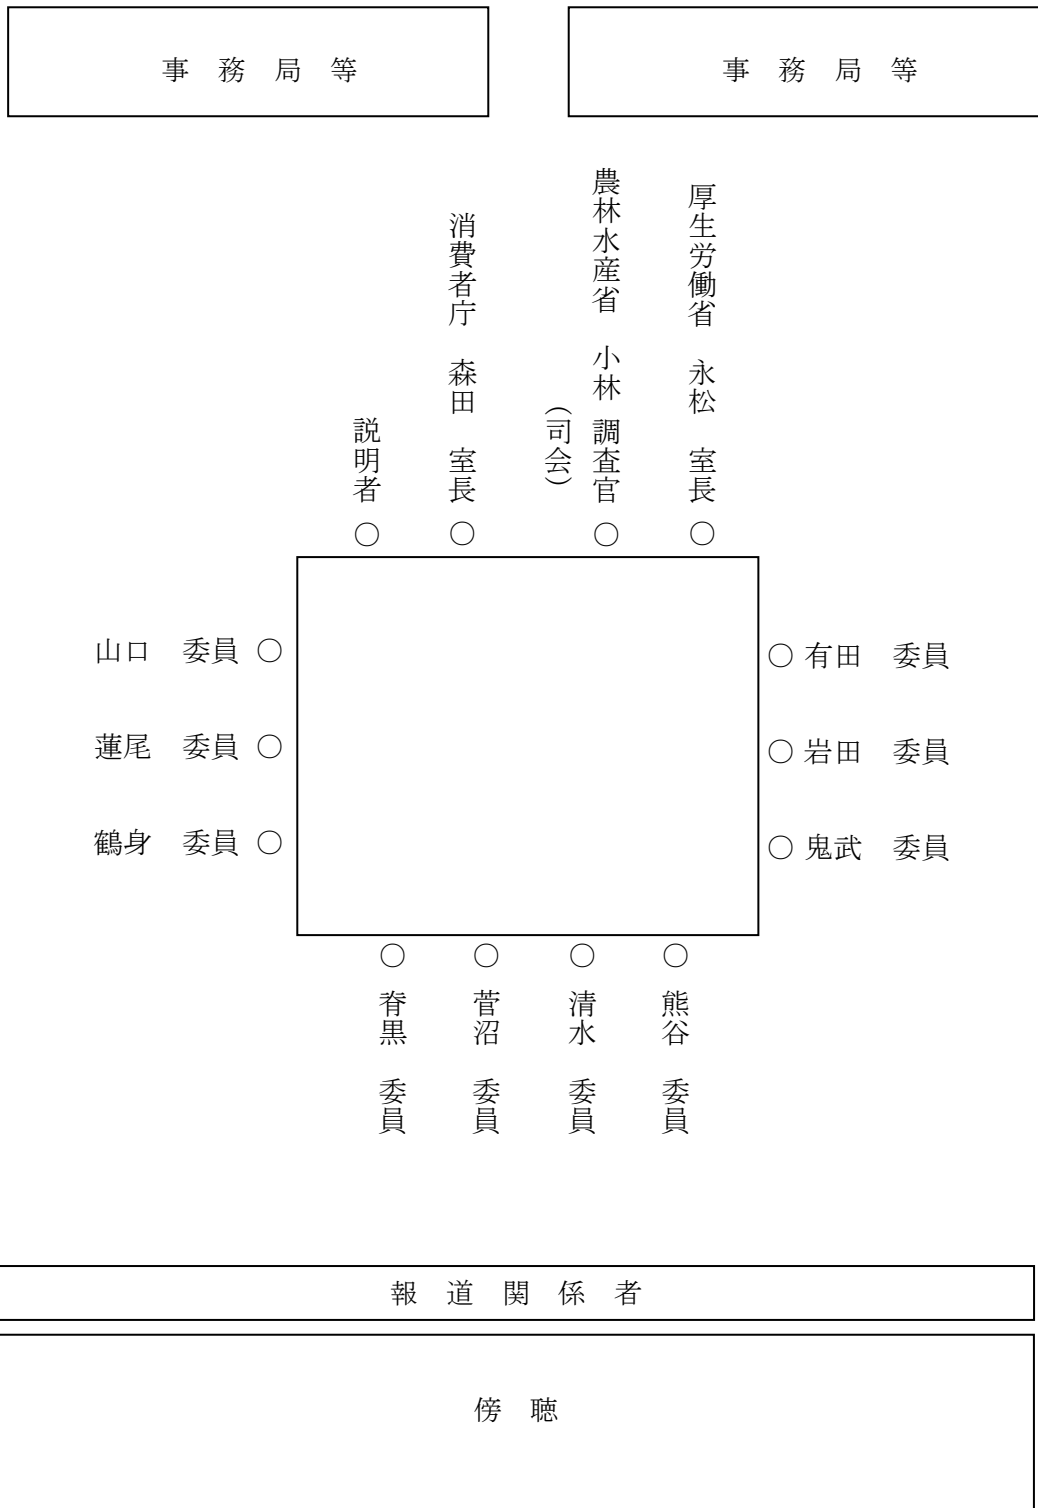 事 務 局 等
事 務 局 等
厚生労働省 永松 室長 ○
農林水産省 小林 調査官 ○
（司会）
消費者庁 森田 室長 ○
説明者 ○
山口 委員 ○
○ 有田 委員
蓮尾 委員 ○
○ 岩田 委員
鶴身 委員 ○
○ 鬼武 委員
○ 熊谷 委員
○ 清水 委員
○ 菅沼 委員
○ 脊黒 委員
報 道 関 係 者
傍 聴